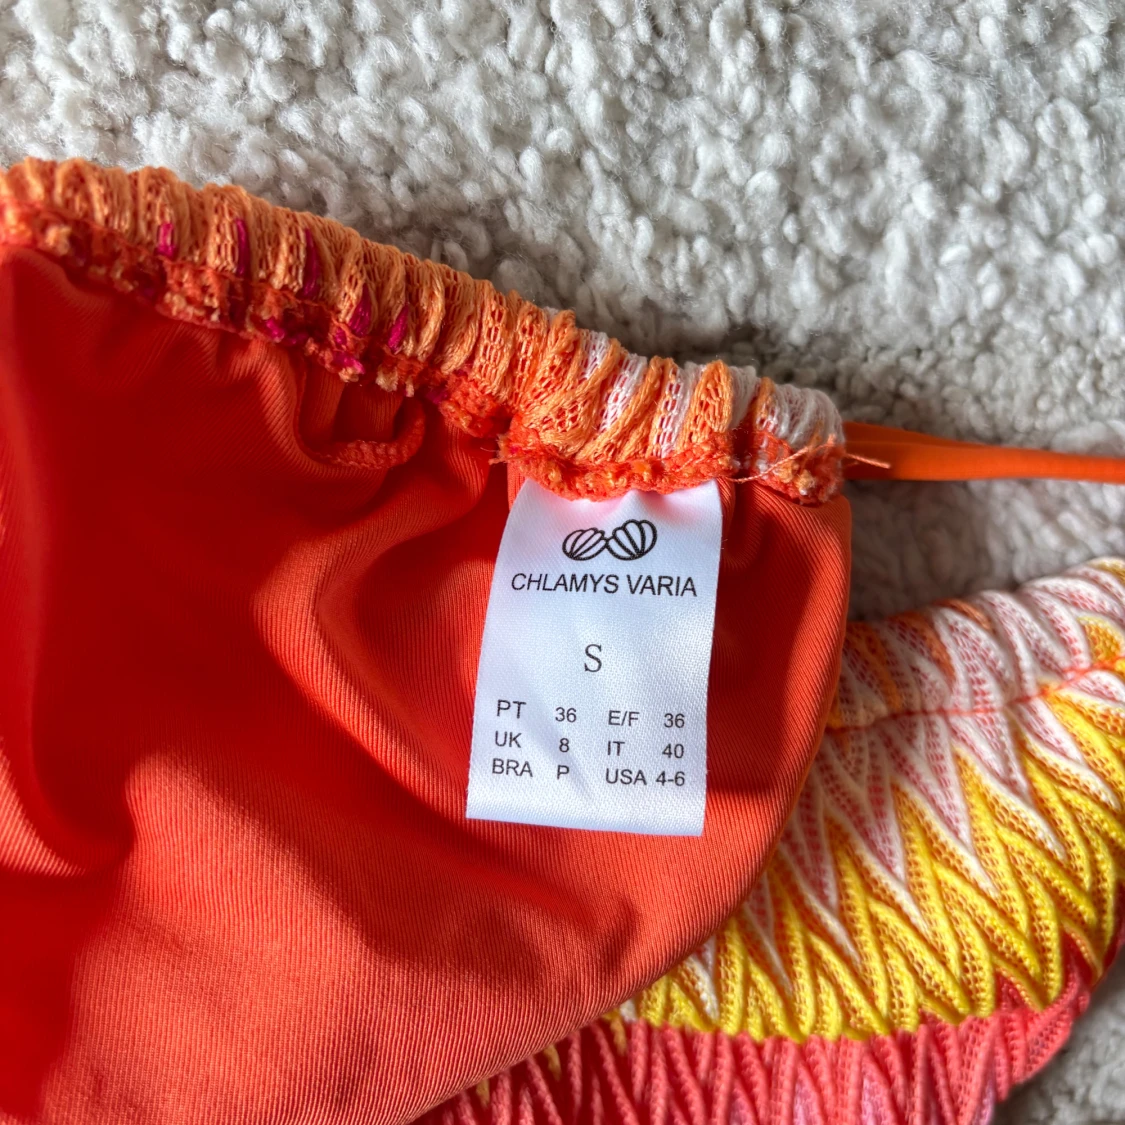 CHLAMYS VARIA
S
PT 36 E/F 36
UK 8 IT 40
BRA P USA 4-6